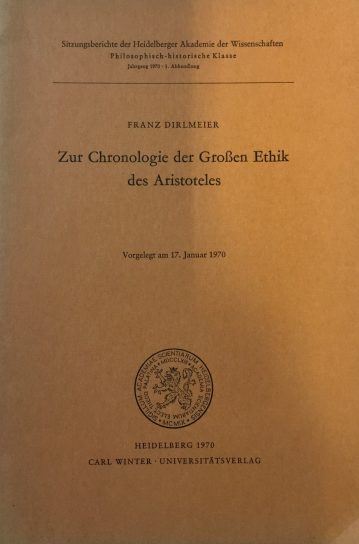 Sitzungsberichte der Heidelberger Akademie der Wissenschaften
Philosophisch-historische Klasse
Jahrgang 1970 · 1. Abhandlung
FRANZ DIRLMEIER
Zur Chronologie der Großen Ethik
des Aristoteles
Vorgelegt am 17. Januar 1970
HEIDELBERG 1970
CARL WINTER · UNIVERSITÄTSVERLAG